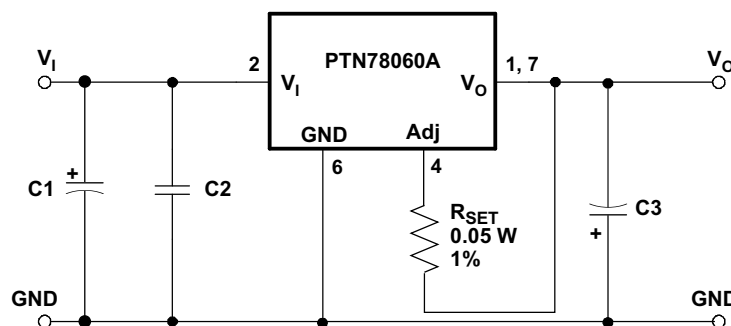 V_I
PTN78060A
2
V_I
V_O
1, 7
V_O
GND
Adj
6
4
+
C1
C2
R_SET
0.05 W
1%
C3
+
GND
GND